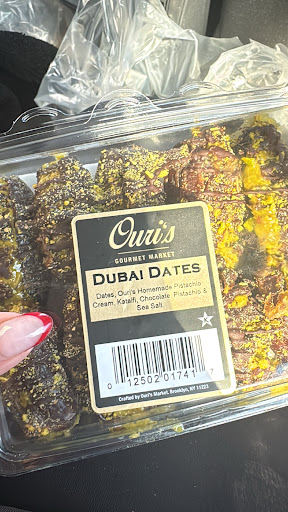 Ouri's
GOURMET MARKET
DUBAI DATES
Dates, Ouri's Homemade Pistachio
Cream, Kataifi, Chocolate, Pistachio &
Sea Salt.
0 12502 01741 7
Crafted by Ouri's Market, Brooklyn, NY 11223